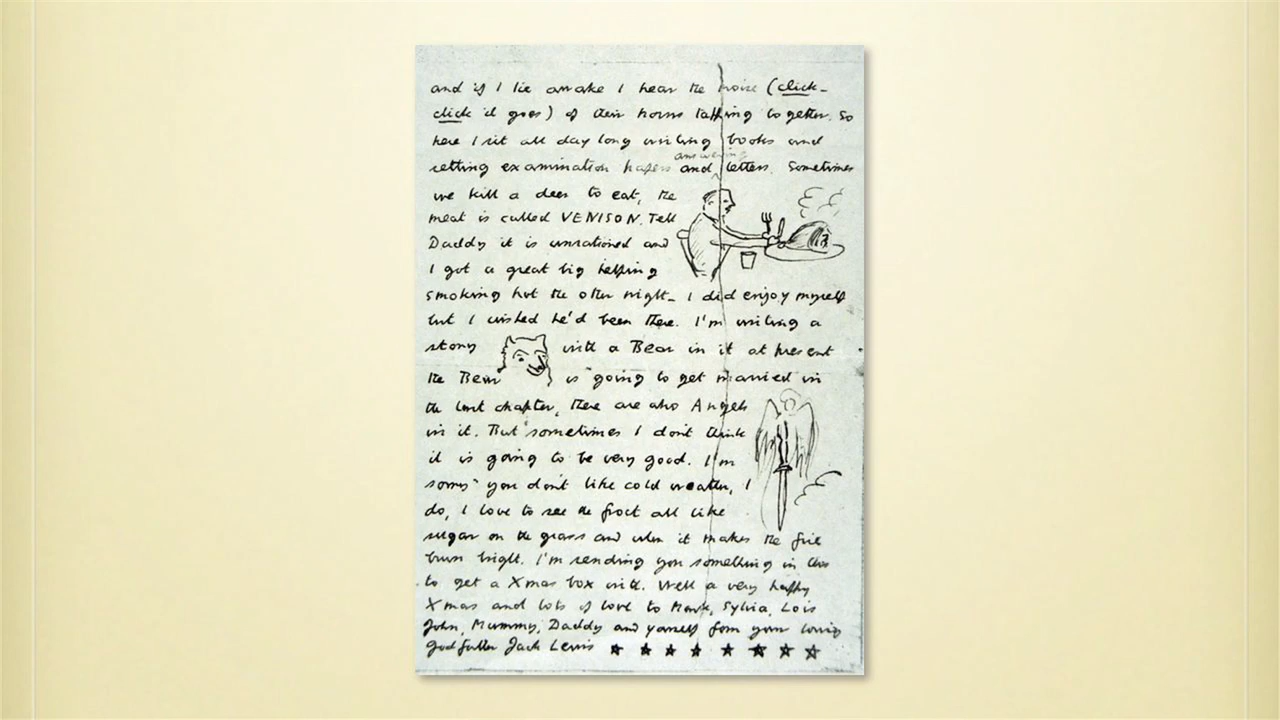 and if I lie awake I hear the noise (click-
click it goes) of their horns tapping together. So
here I sit all day long writing books and
setting examination papers and answering letters. Sometimes
we kill a deer to eat, the
meat is called VENISON. Tell
Daddy it is unrationed and
I got a great big helping
smoking hot the other night_ I did enjoy myself
but I wished he'd been there. I'm writing a
story with a Bear in it at present
the Bear is going to get married in
the last chapter, there are also Angels
in it. But sometimes I don't think
it is going to be very good. I'm
sorry you don't like cold weather, I
do, I love to see the frost all like
sugar on the grass and when it makes the fire
burn bright. I'm sending you something in this
to get a Xmas box with. Well a very happy
Xmas and lots of love to Mark, Sylvia, Lois
John, Mummy, Daddy and yourself from your loving
godfather Jack Lewis